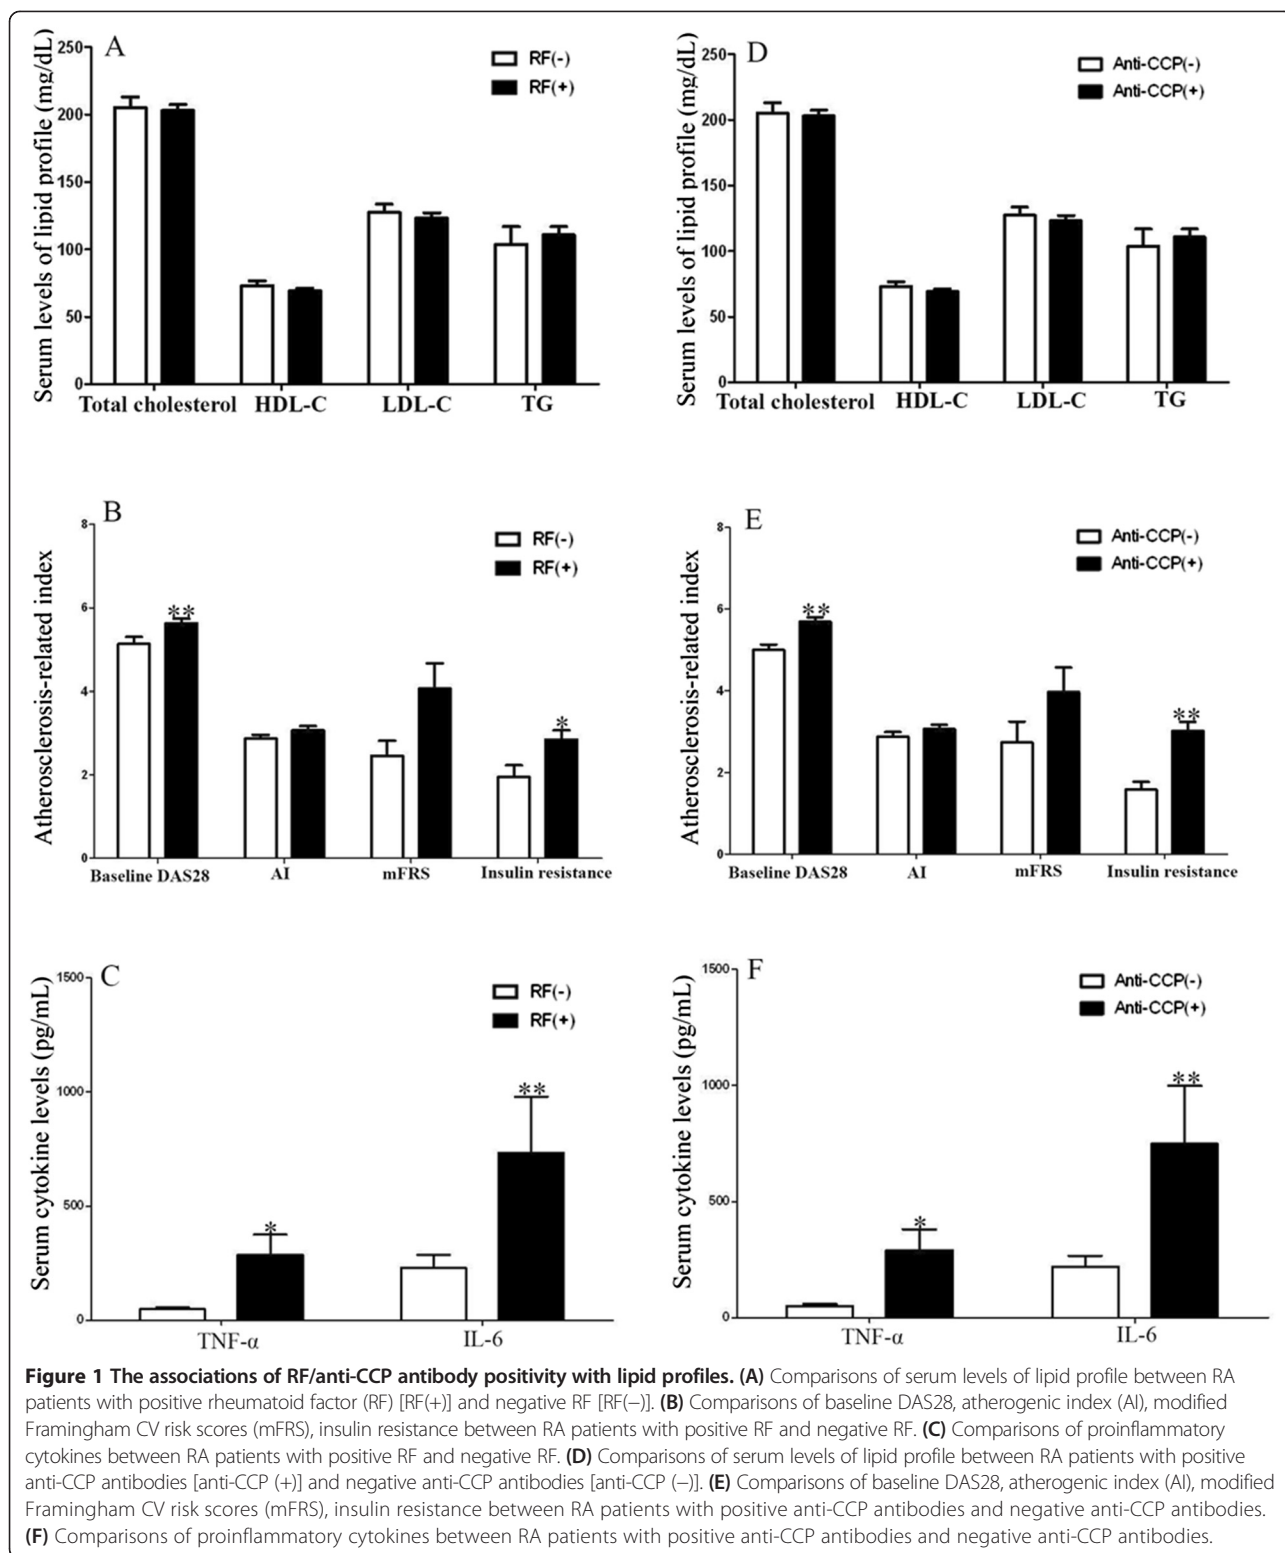 A
RF(-)
RF(+)
Serum levels of lipid profile (mg/dL)
250
200
150
100
50
0
Total cholesterol HDL-C LDL-C TG
D
Anti-CCP(-)
Anti-CCP(+)
Serum levels of lipid profile (mg/dL)
250
200
150
100
50
0
Total cholesterol HDL-C LDL-C TG
B
RF(-)
RF(+)
Atherosclerosis-related index
8
6
4
2
0
**
*
Baseline DAS28 AI mFRS Insulin resistance
E
Anti-CCP(-)
Anti-CCP(+)
Atherosclerosis-related index
8
6
4
2
0
**
**
Baseline DAS28 AI mFRS Insulin resistance
C
RF(-)
RF(+)
Serum cytokine levels (pg/mL)
1500
1000
500
0
*
**
TNF-α IL-6
F
Anti-CCP(-)
Anti-CCP(+)
Serum cytokine levels (pg/mL)
1500
1000
500
0
*
**
TNF-α IL-6
Figure 1 The associations of RF/anti-CCP antibody positivity with lipid profiles. (A) Comparisons of serum levels of lipid profile between RA
patients with positive rheumatoid factor (RF) [RF(+)] and negative RF [RF(−)]. (B) Comparisons of baseline DAS28, atherogenic index (AI), modified
Framingham CV risk scores (mFRS), insulin resistance between RA patients with positive RF and negative RF. (C) Comparisons of proinflammatory
cytokines between RA patients with positive RF and negative RF. (D) Comparisons of serum levels of lipid profile between RA patients with positive
anti-CCP antibodies [anti-CCP (+)] and negative anti-CCP antibodies [anti-CCP (−)]. (E) Comparisons of baseline DAS28, atherogenic index (AI), modified
Framingham CV risk scores (mFRS), insulin resistance between RA patients with positive anti-CCP antibodies and negative anti-CCP antibodies.
(F) Comparisons of proinflammatory cytokines between RA patients with positive anti-CCP antibodies and negative anti-CCP antibodies.